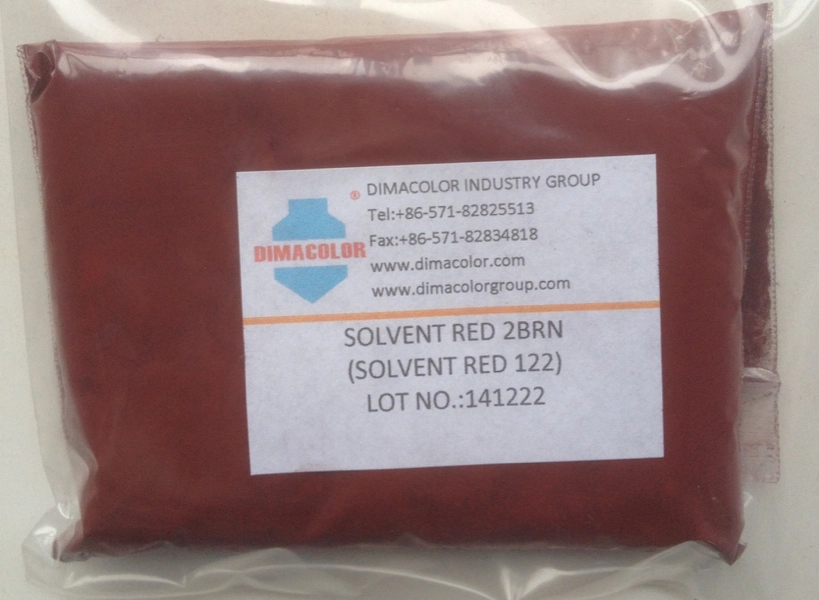 DIMACOLOR INDUSTRY GROUP
Tel:+86-571-82825513
Fax:+86-571-82834818
www.dimacolor.com
www.dimacolorgroup.com
® 
DIMACOLOR
SOLVENT RED 2BRN
(SOLVENT RED 122)
LOT NO.:141222